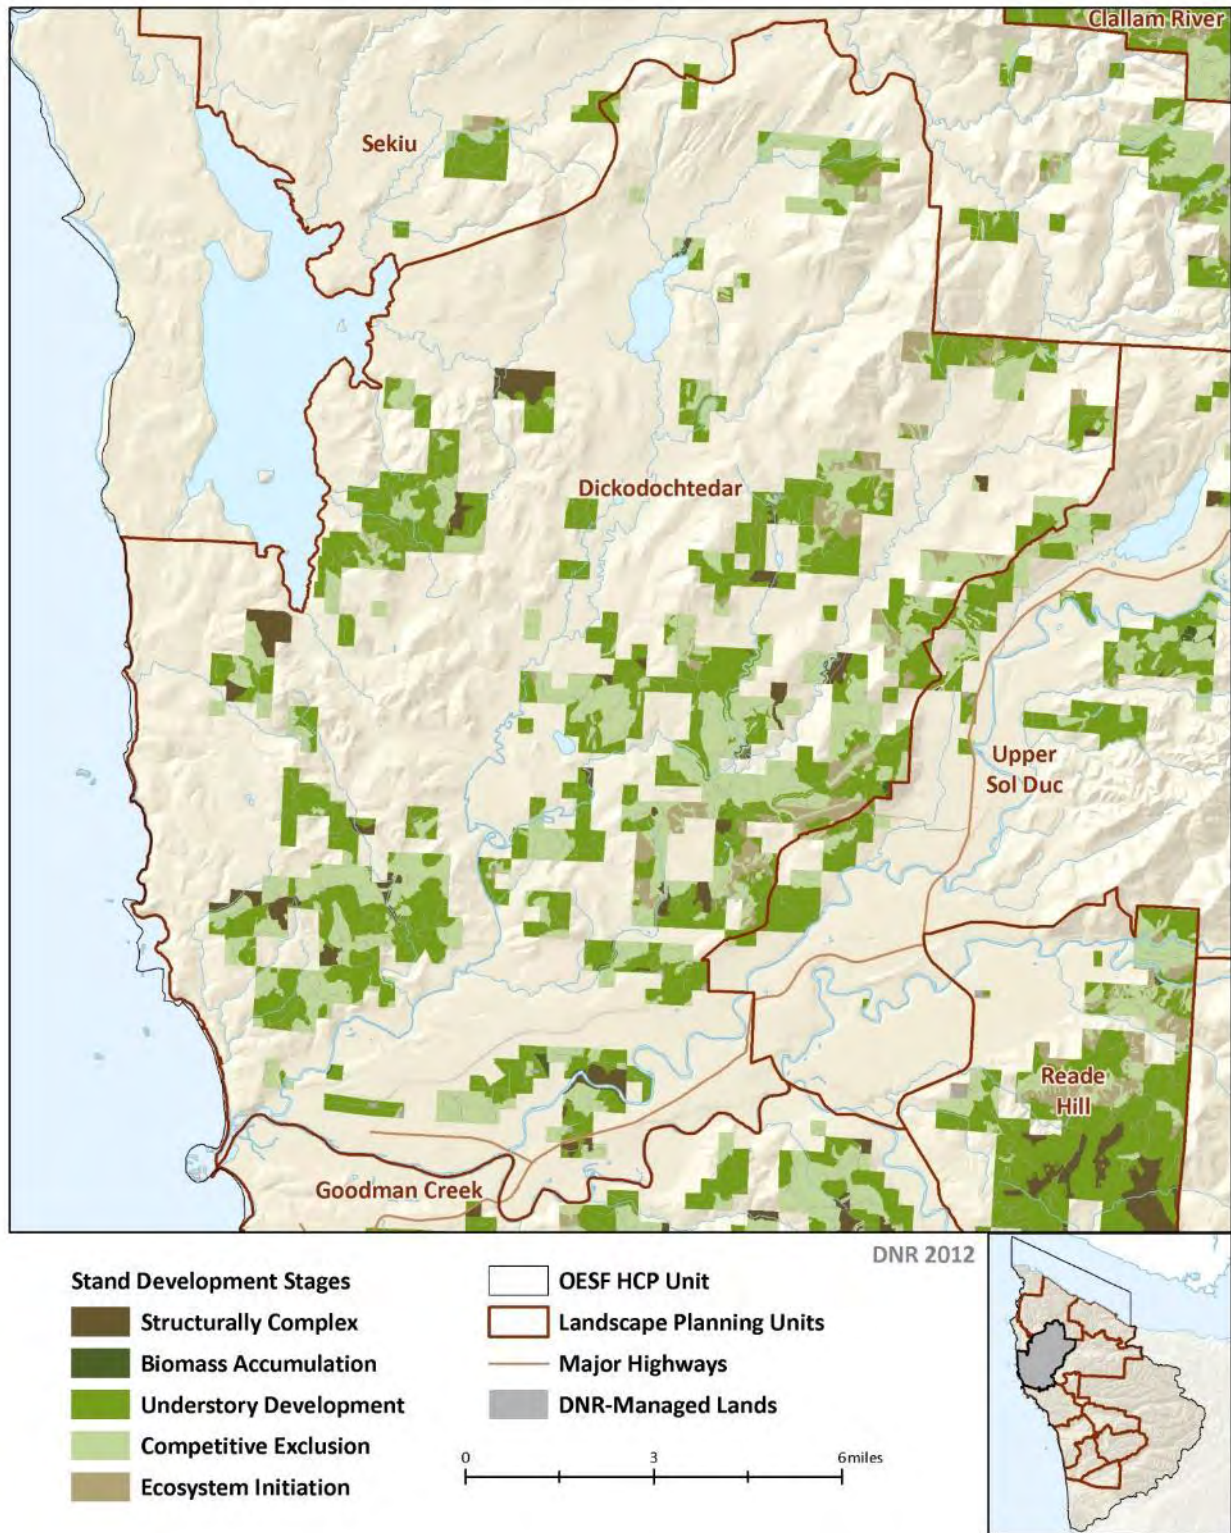 Clallam River
Sekiu
Dickodochtedar
Upper
Sol Duc
Reade
Hill
Goodman Creek
DNR 2012
Stand Development Stages
Structurally Complex
Biomass Accumulation
Understory Development
Competitive Exclusion
Ecosystem Initiation
OESF HCP Unit
Landscape Planning Units
Major Highways
DNR-Managed Lands
0 3 6 miles